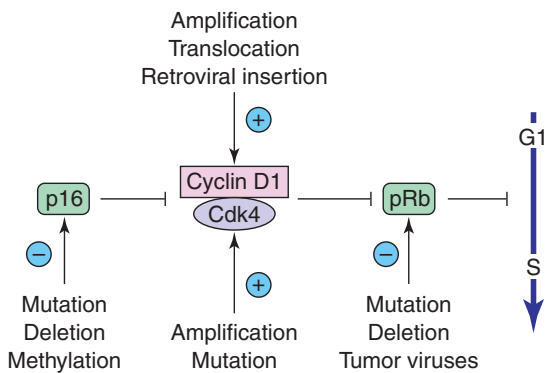 Amplification
Translocation
Retroviral insertion
+
G1
Cyclin D1
p16
Cdk4
pRb
−
+
−
S
Mutation
Deletion
Methylation
Amplification
Mutation
Mutation
Deletion
Tumor viruses